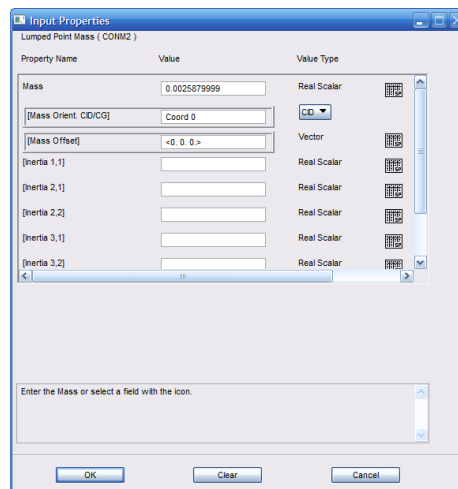 Input Properties
Lumped Point Mass ( CONM2 )
Property Name Value Value Type
Mass 0.0025879999 Real Scalar
[Mass Orient. CID/CG] Coord 0 CID
[Mass Offset] <0. 0. 0.> Vector
[Inertia 1,1] Real Scalar
[Inertia 2,1] Real Scalar
[Inertia 2,2] Real Scalar
[Inertia 3,1] Real Scalar
[Inertia 3,2] Real Scalar
Enter the Mass or select a field with the icon.
OK Clear Cancel